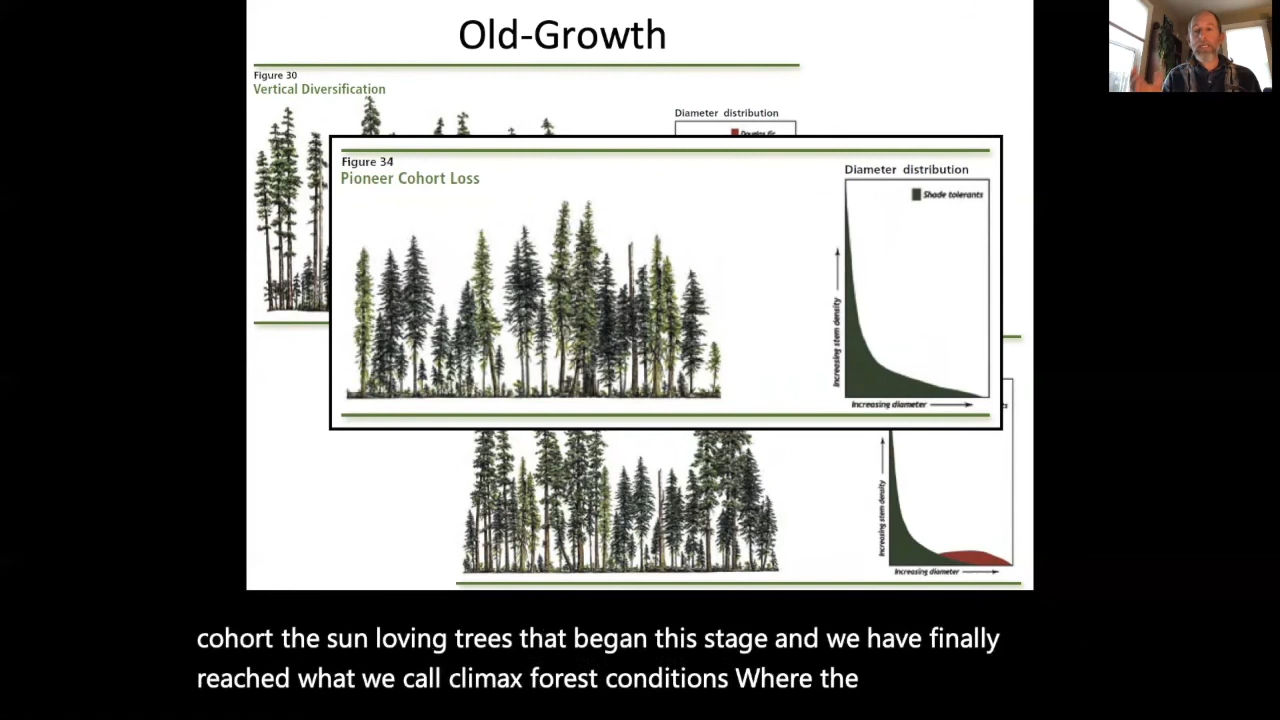 Old-Growth
Figure 30
Vertical Diversification
Diameter distribution
Douglas fir
Figure 34
Pioneer Cohort Loss
Diameter distribution
Shade tolerants
Increasing stem density
Increasing diameter
Increasing stem density
Increasing diameter
cohort the sun loving trees that began this stage and we have finally
reached what we call climax forest conditions Where the